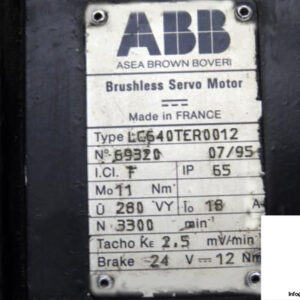 ABB
ASEA BROWN BOVERI
Brushless Servo Motor
Made in FRANCE
Type LC640TER0012
N° 69320 07/95
I.Cl. F IP 65
Mo 11 Nm
Û 280 VY Io 18 A
N 3300 min⁻¹
Tacho KE 2,5 mV/min
Brake 24 V 12 Nm